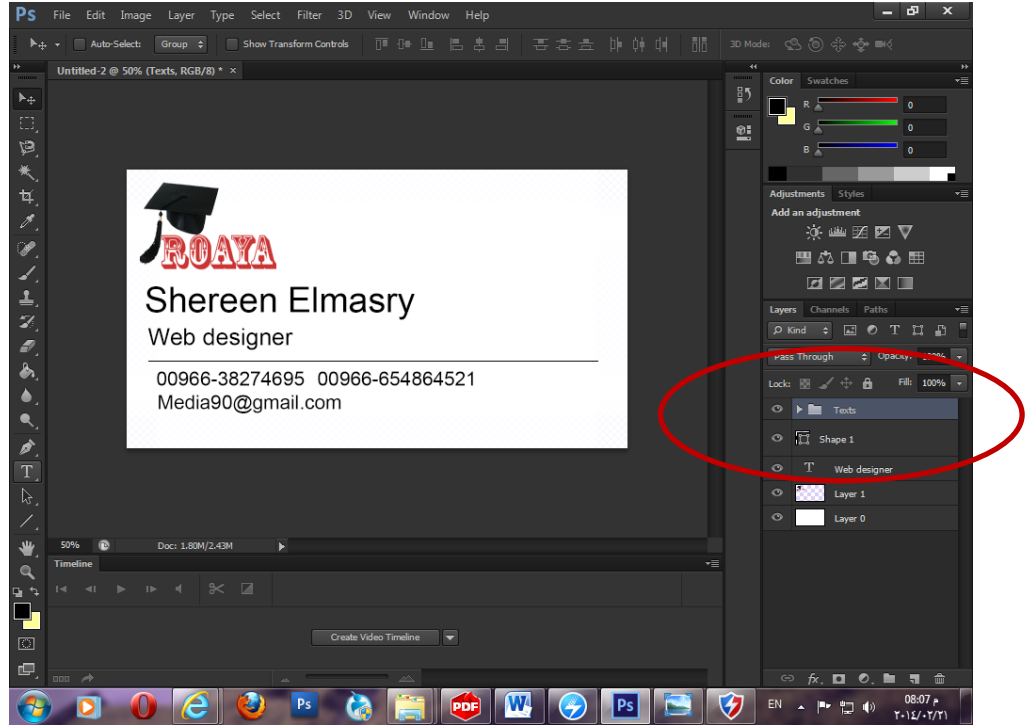 Ps File Edit Image Layer Type Select Filter 3D View Window Help
Auto-Select: Group Show Transform Controls 3D Mode:
Untitled-2 @ 50% (Texts, RGB/8) * ×
Color Swatches
R 0
G 0
B 0
Adjustments Styles
Add an adjustment
Layers Channels Paths
Kind
Pass Through Opacity: 100%
Lock: Fill: 100%
Texts
Shape 1
T Web designer
Layer 1
Layer 0
ROAYA
Shereen Elmasry
Web designer
00966-38274695 00966-654864521
Media90@gmail.com
50% Doc: 1.80M/2.43M
Timeline
Create Video Timeline
Ps PDF W Ps EN 08:07 م
٢٠١٤/٠٢/٢١